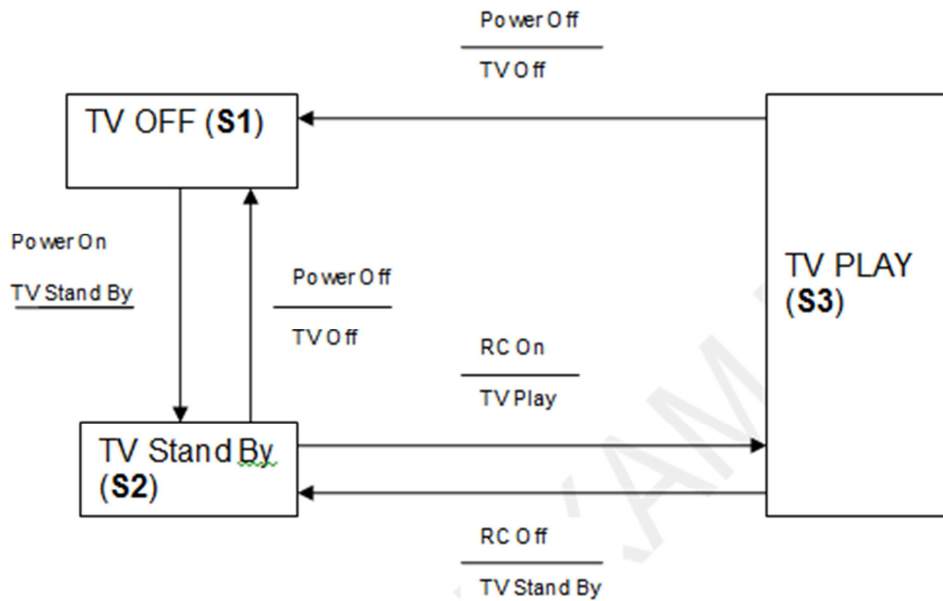 Power Off
TV Off
TV OFF (S1)
Power On
TV Stand By
Power Off
TV Off
TV PLAY
(S3)
RC On
TV Play
TV Stand By
(S2)
RC Off
TV Stand By